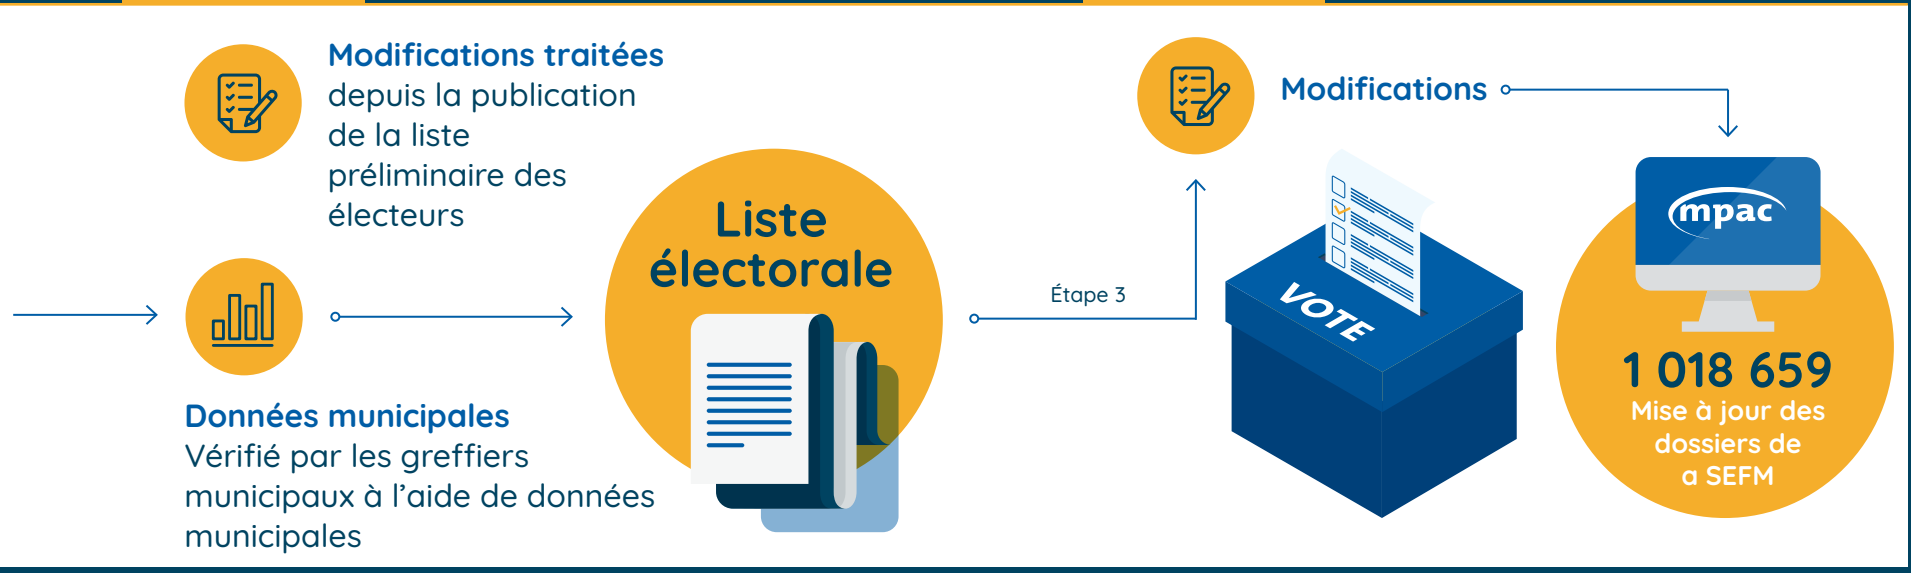 Modifications traitées
depuis la publication
de la liste
préliminaire des
électeurs
Données municipales
Vérifié par les greffiers
municipaux à l’aide de données
municipales
Liste
électorale
Étape 3
Modifications
VOTE
mpac
1 018 659
Mise à jour des
dossiers de
a SEFM